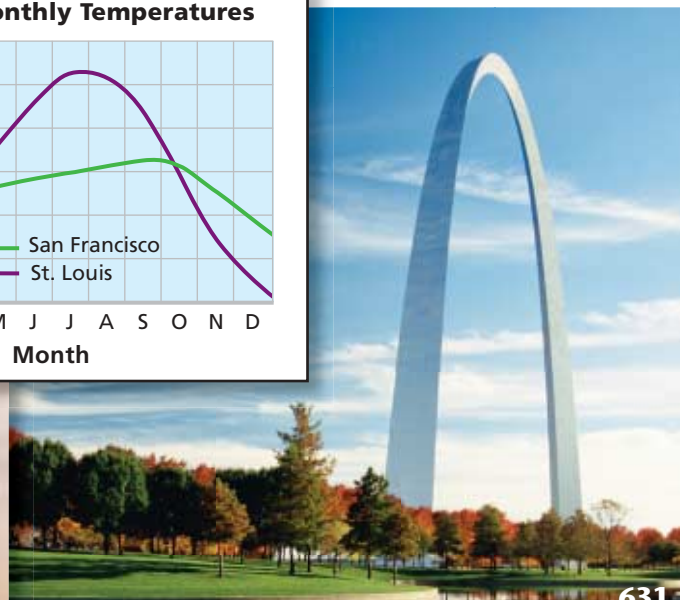 onthly Temperatures
San Francisco
St. Louis
M J J A S O N D
Month
631